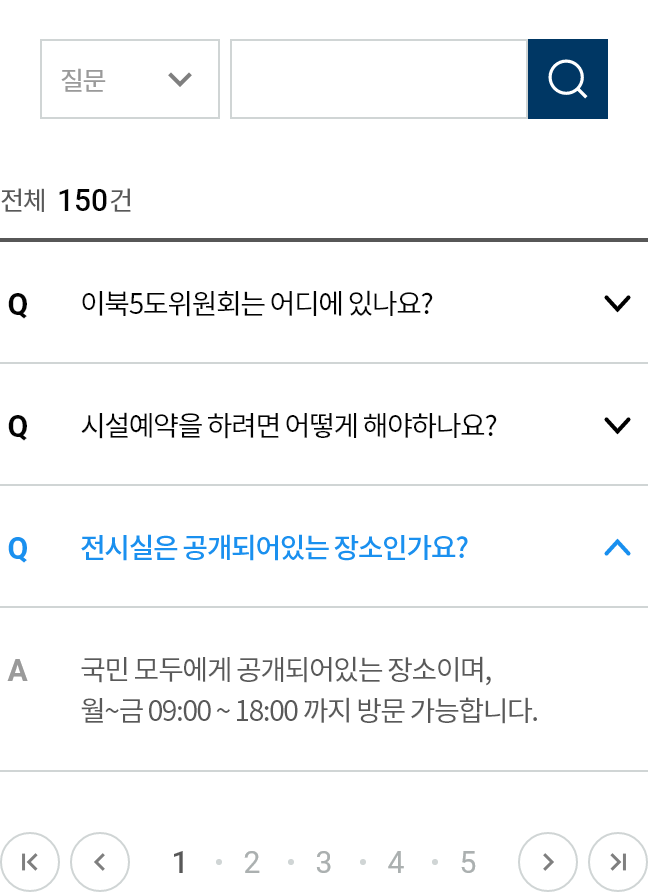 질문
전체 150건
Q 이북5도위원회는 어디에 있나요?
Q 시설예약을 하려면 어떻게 해야하나요?
Q 전시실은 공개되어있는 장소인가요?
A 국민 모두에게 공개되어있는 장소이며,
월~금 09:00 ~ 18:00 까지 방문 가능합니다.
1 2 3 4 5